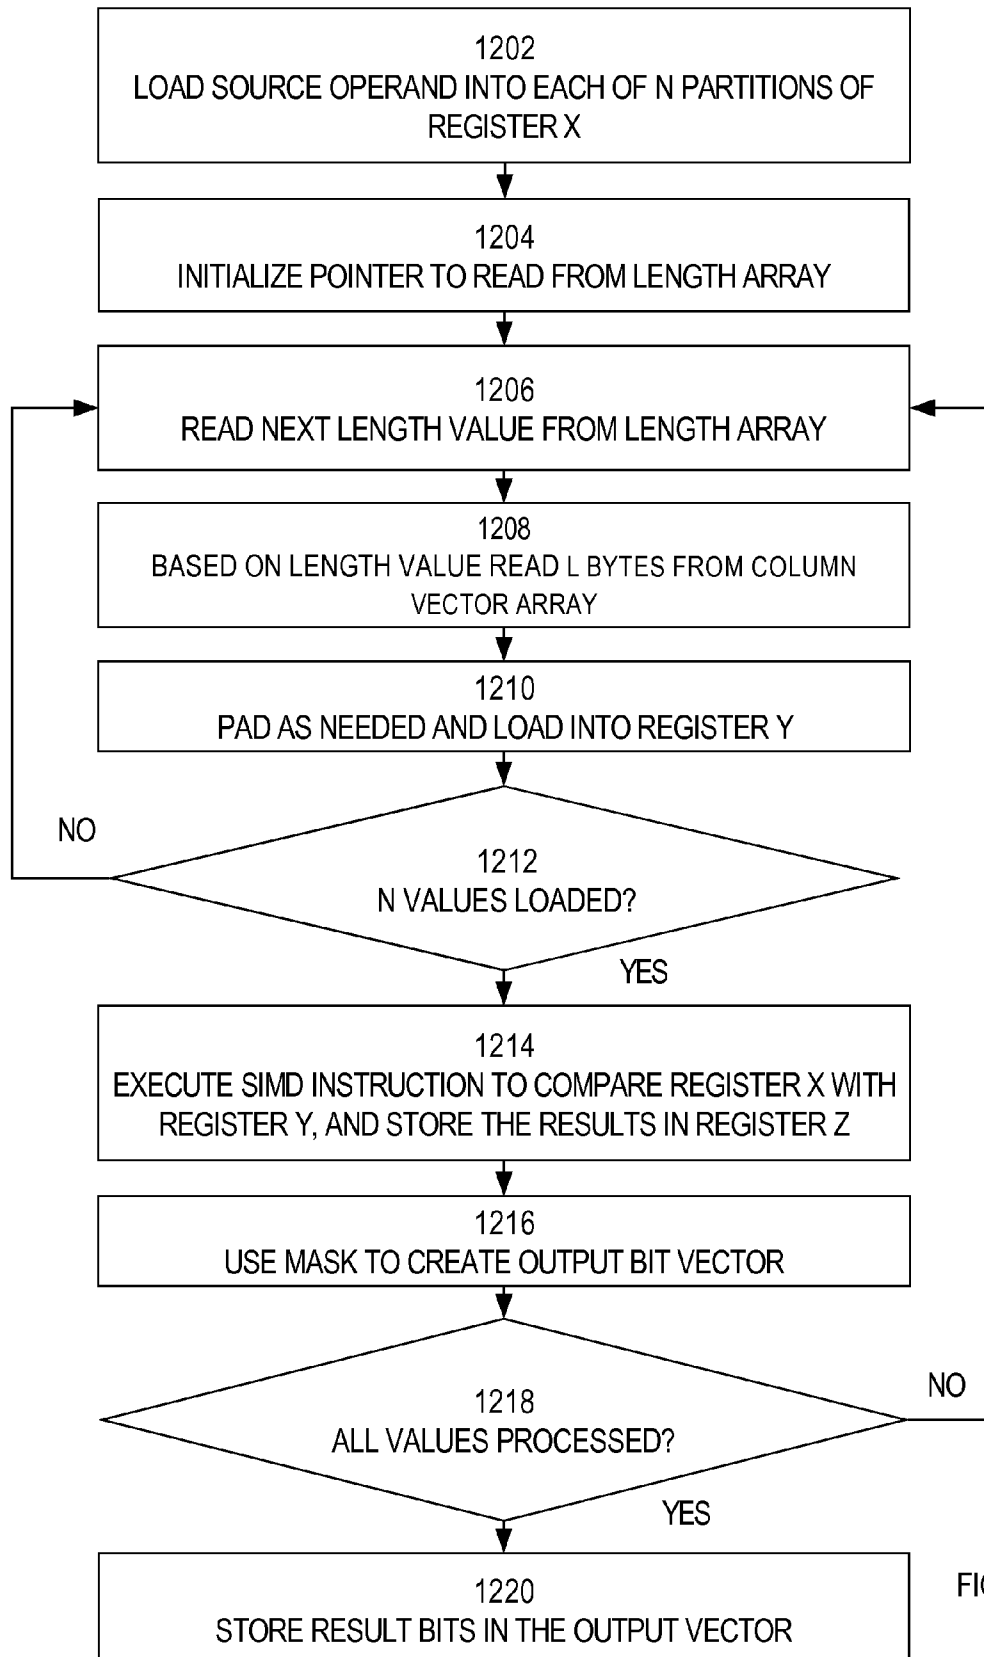 1202
LOAD SOURCE OPERAND INTO EACH OF N PARTITIONS OF
REGISTER X
1204
INITIALIZE POINTER TO READ FROM LENGTH ARRAY
1206
READ NEXT LENGTH VALUE FROM LENGTH ARRAY
1208
BASED ON LENGTH VALUE READ L BYTES FROM COLUMN
VECTOR ARRAY
1210
PAD AS NEEDED AND LOAD INTO REGISTER Y
NO
1212
N VALUES LOADED?
YES
1214
EXECUTE SIMD INSTRUCTION TO COMPARE REGISTER X WITH
REGISTER Y, AND STORE THE RESULTS IN REGISTER Z
1216
USE MASK TO CREATE OUTPUT BIT VECTOR
NO
1218
ALL VALUES PROCESSED?
YES
1220
STORE RESULT BITS IN THE OUTPUT VECTOR